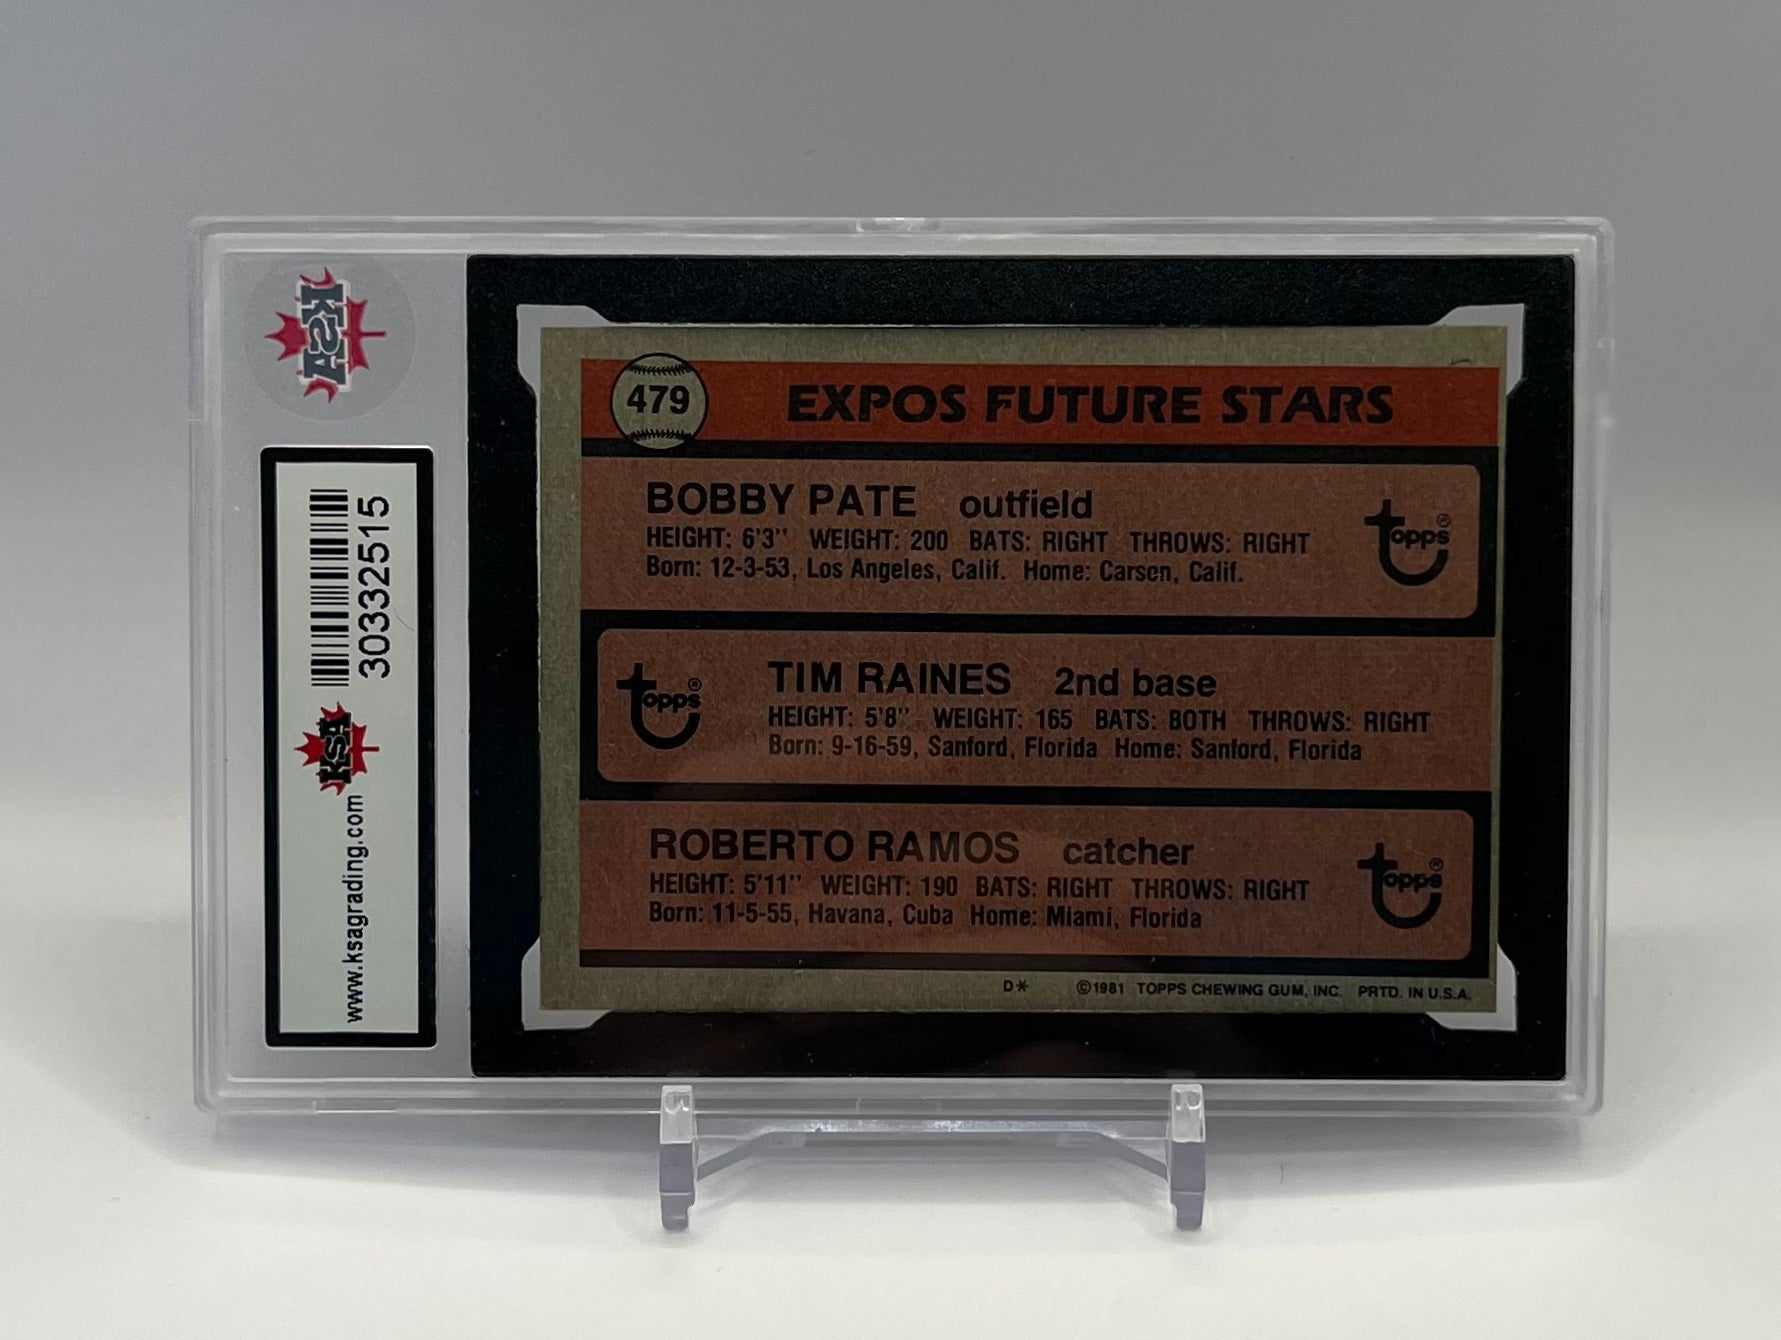 KSA
30332515
KSA
www.ksagrading.com
479
EXPOS FUTURE STARS
BOBBY PATE outfield
HEIGHT: 6'3" WEIGHT: 200 BATS: RIGHT THROWS: RIGHT
Born: 12-3-53, Los Angeles, Calif. Home: Carson, Calif.
Topps®
TIM RAINES 2nd base
HEIGHT: 5'8" WEIGHT: 165 BATS: BOTH THROWS: RIGHT
Born: 9-16-59, Sanford, Florida Home: Sanford, Florida
Topps®
ROBERTO RAMOS catcher
HEIGHT: 5'11" WEIGHT: 190 BATS: RIGHT THROWS: RIGHT
Born: 11-5-55, Havana, Cuba Home: Miami, Florida
Topps®
D* ©1981 TOPPS CHEWING GUM, INC. PRTD. IN U.S.A.